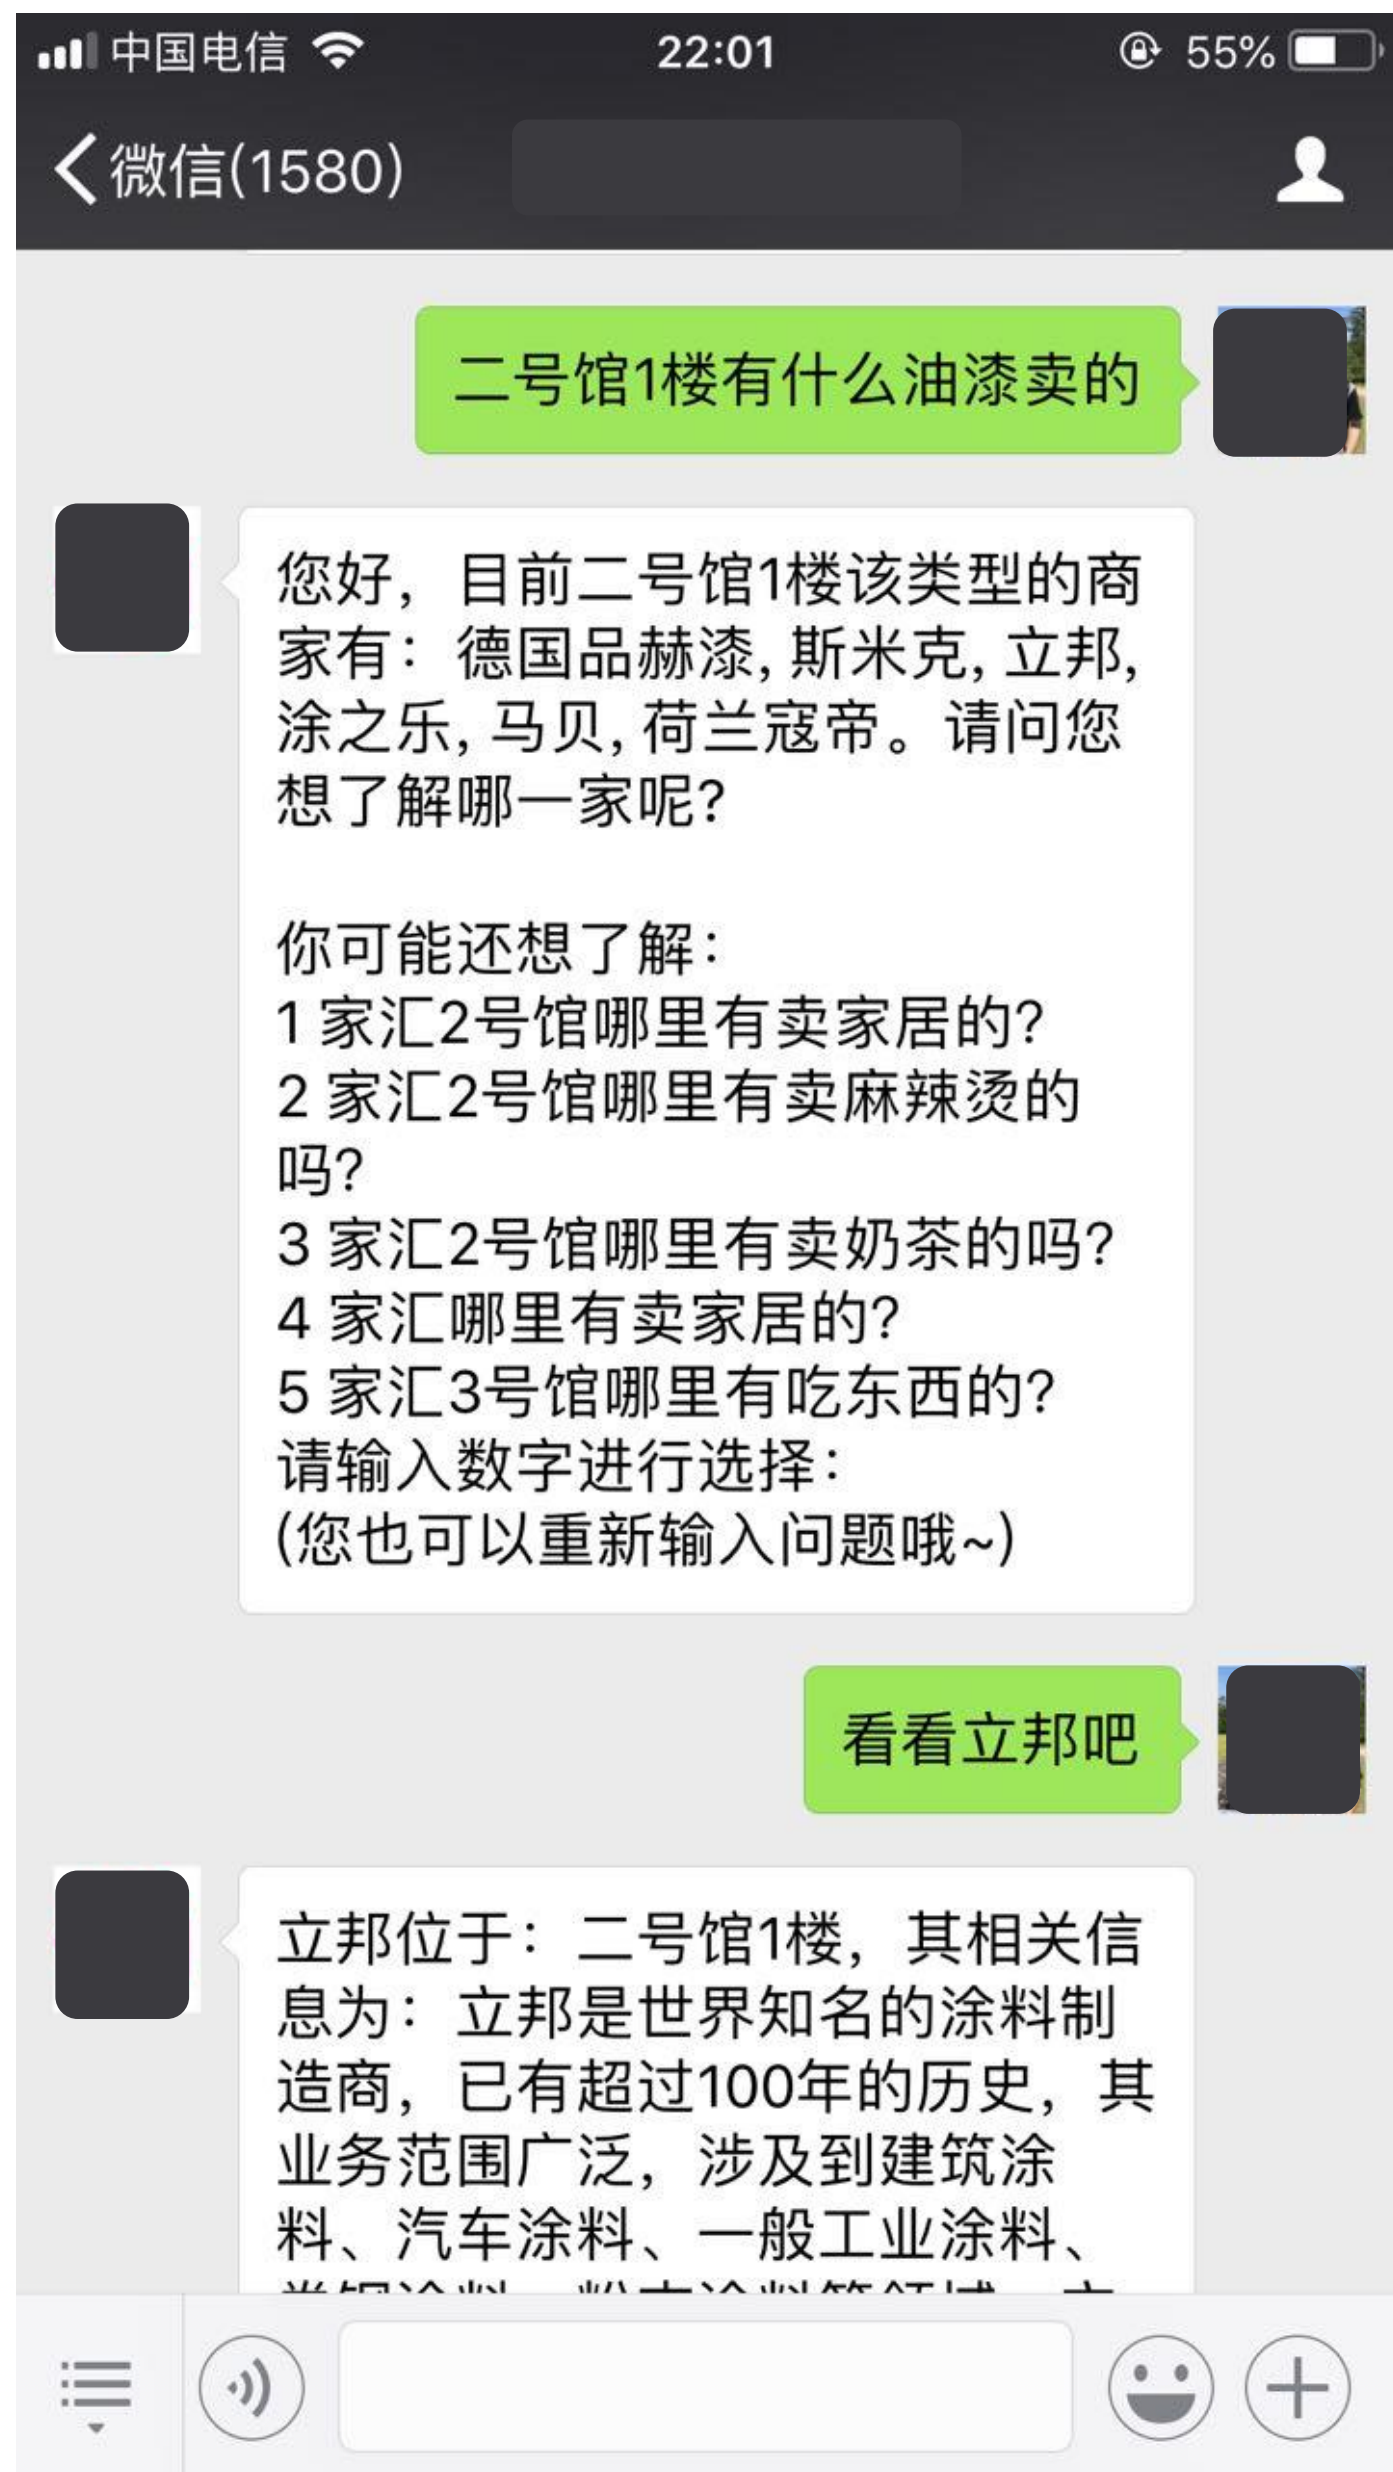 中国电信
22:01
55%
微信(1580)
二号馆1楼有什么油漆卖的
您好，目前二号馆1楼该类型的商
家有：德国品赫漆, 斯米克, 立邦,
涂之乐, 马贝, 荷兰寇帝。请问您
想了解哪一家呢?
你可能还想了解：
1 家汇2号馆哪里有卖家居的?
2 家汇2号馆哪里有卖麻辣烫的
吗?
3 家汇2号馆哪里有卖奶茶的吗?
4 家汇哪里有卖家居的?
5 家汇3号馆哪里有吃东西的?
请输入数字进行选择：
(您也可以重新输入问题哦~)
看看立邦吧
立邦位于：二号馆1楼，其相关信
息为：立邦是世界知名的涂料制
造商，已有超过100年的历史，其
业务范围广泛，涉及到建筑涂
料、汽车涂料、一般工业涂料、